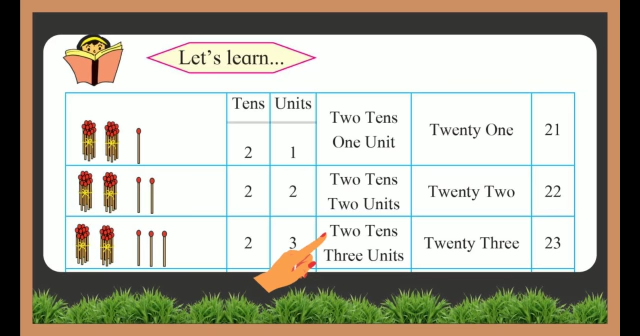 Let's learn...
Tens Units
2 1
Two Tens
One Unit
Twenty One
21
2 2
Two Tens
Two Units
Twenty Two
22
2 3
Two Tens
Three Units
Twenty Three
23